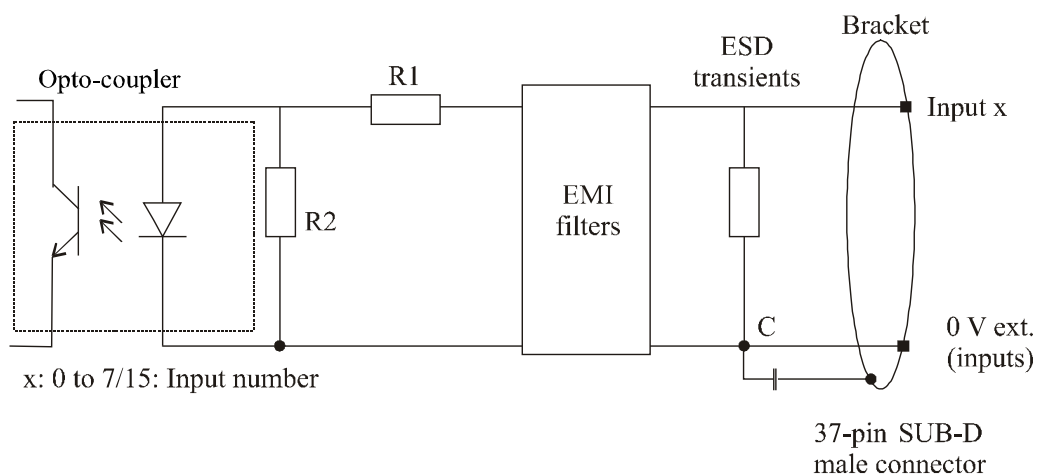 Bracket
ESD
transients
Opto-coupler
R1
Input x
EMI
filters
R2
C
0 V ext.
(inputs)
x: 0 to 7/15: Input number
37-pin SUB-D
male connector